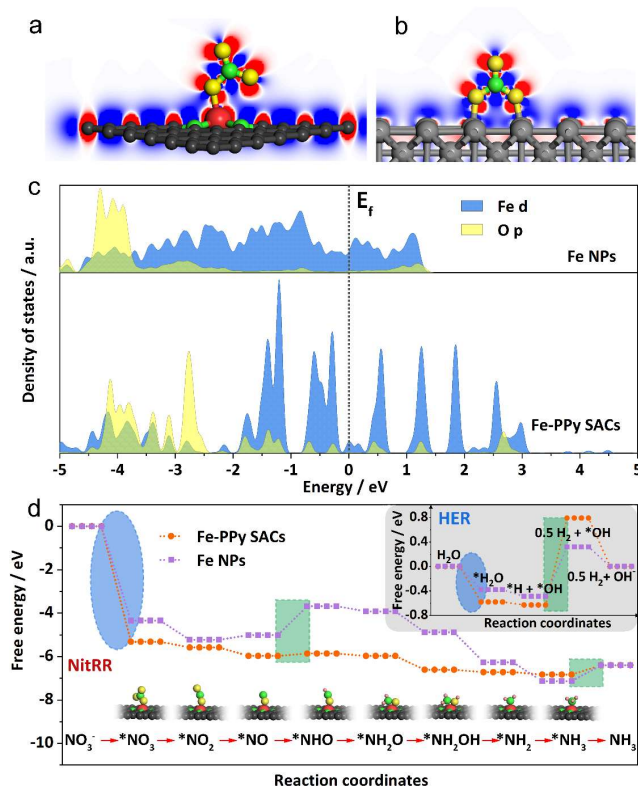 a
b
c
E_f
Fe d
O p
Fe NPs
Fe-PPy SACs
Density of states / a.u.
-5 -4 -3 -2 -1 0 1 2 3 4 5
Energy / eV
d
0
-2
-4
-6
-8
-10
Free energy / eV
Fe-PPy SACs
Fe NPs
NitRR
HER
0.8
0.4
0.0
-0.4
-0.8
Free energy / eV
H₂O
*H₂O
*H + *OH
0.5 H₂ + *OH
0.5 H₂+ OH⁻
Reaction coordinates
NO₃⁻ → *NO₃ → *NO₂ → *NO → *NHO → *NH₂O → *NH₂OH → *NH₂ → *NH₃ → NH₃
Reaction coordinates